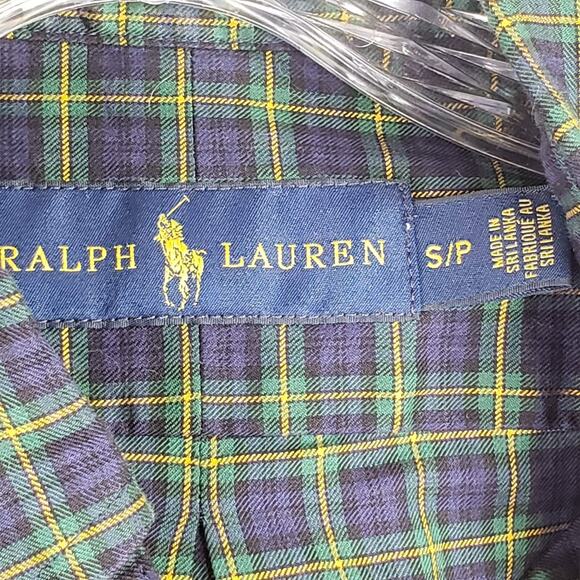 RALPH LAUREN
S/P
MADE IN
SRI LANKA
FABRIQUÉ AU
SRI LANKA